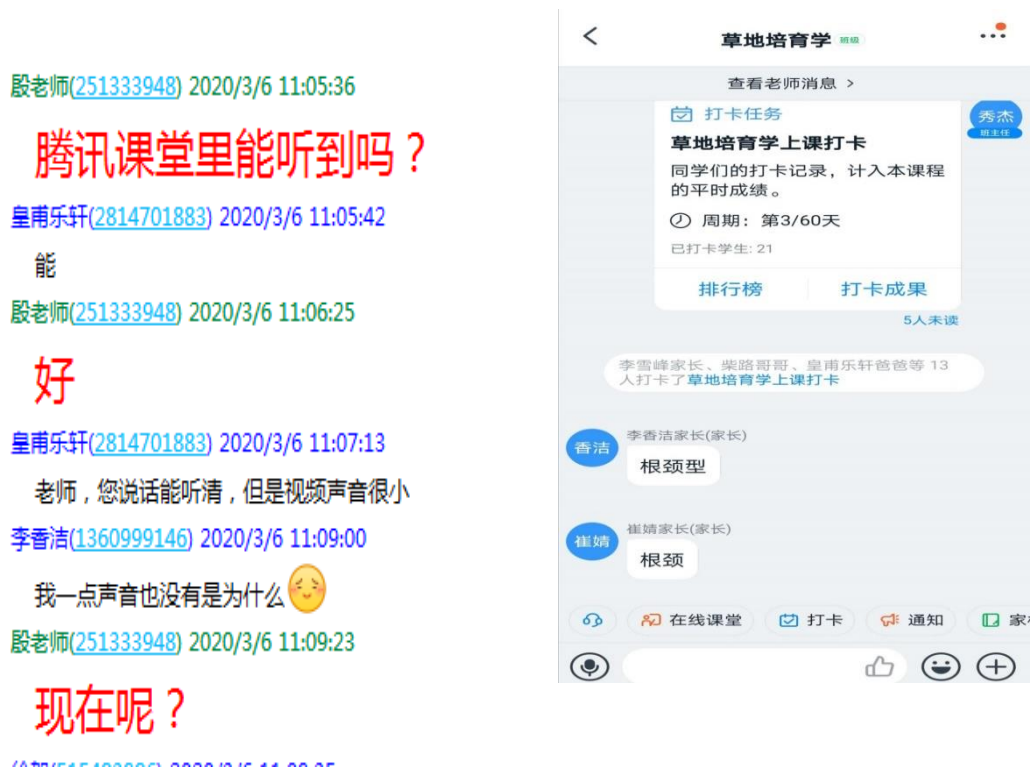 殷老师(251333948) 2020/3/6 11:05:36
腾讯课堂里能听到吗？
皇甫乐轩(2814701883) 2020/3/6 11:05:42
能
殷老师(251333948) 2020/3/6 11:06:25
好
皇甫乐轩(2814701883) 2020/3/6 11:07:13
老师，您说话能听清，但是视频声音很小
李香洁(1360999146) 2020/3/6 11:09:00
我一点声音也没有是为什么
殷老师(251333948) 2020/3/6 11:09:23
现在呢？
草地培育学 班级
查看老师消息 >
打卡任务
秀杰
班主任
草地培育学上课打卡
同学们的打卡记录，计入本课程
的平时成绩。
周期：第3/60天
已打卡学生: 21
排行榜 打卡成果
5人未读
李雪峰家长、柴路哥哥、皇甫乐轩爸爸等 13
人打卡了草地培育学上课打卡
李香洁家长(家长)
香洁
根颈型
崔婧家长(家长)
崔婧
根颈
在线课堂 打卡 通知 家